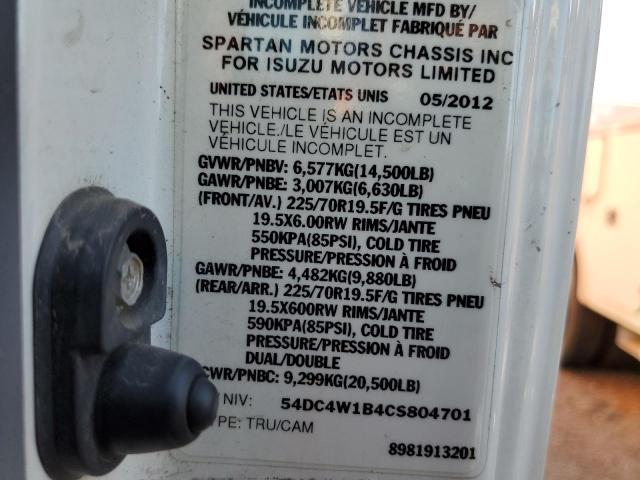 INCOMPLETE VEHICLE MFD BY/
VÉHICULE INCOMPLET FABRIQUÉ PAR
SPARTAN MOTORS CHASSIS INC
FOR ISUZU MOTORS LIMITED
UNITED STATES/ETATS UNIS 05/2012
THIS VEHICLE IS AN INCOMPLETE
VEHICLE./LE VÉHICULE EST UN
VÉHICULE INCOMPLET.
GVWR/PNBV: 6,577KG(14,500LB)
GAWR/PNBE: 3,007KG(6,630LB)
(FRONT/AV.) 225/70R19.5F/G TIRES PNEU
19.5X6.00RW RIMS/JANTE
550KPA(85PSI), COLD TIRE
PRESSURE/PRESSION À FROID
GAWR/PNBE: 4,482KG(9,880LB)
(REAR/ARR.) 225/70R19.5F/G TIRES PNEU
19.5X600RW RIMS/JANTE
590KPA(85PSI), COLD TIRE
PRESSURE/PRESSION À FROID
DUAL/DOUBLE
CWR/PNBC: 9,299KG(20,500LB)
/NIV: 54DC4W1B4CS804701
YPE: TRU/CAM
8981913201